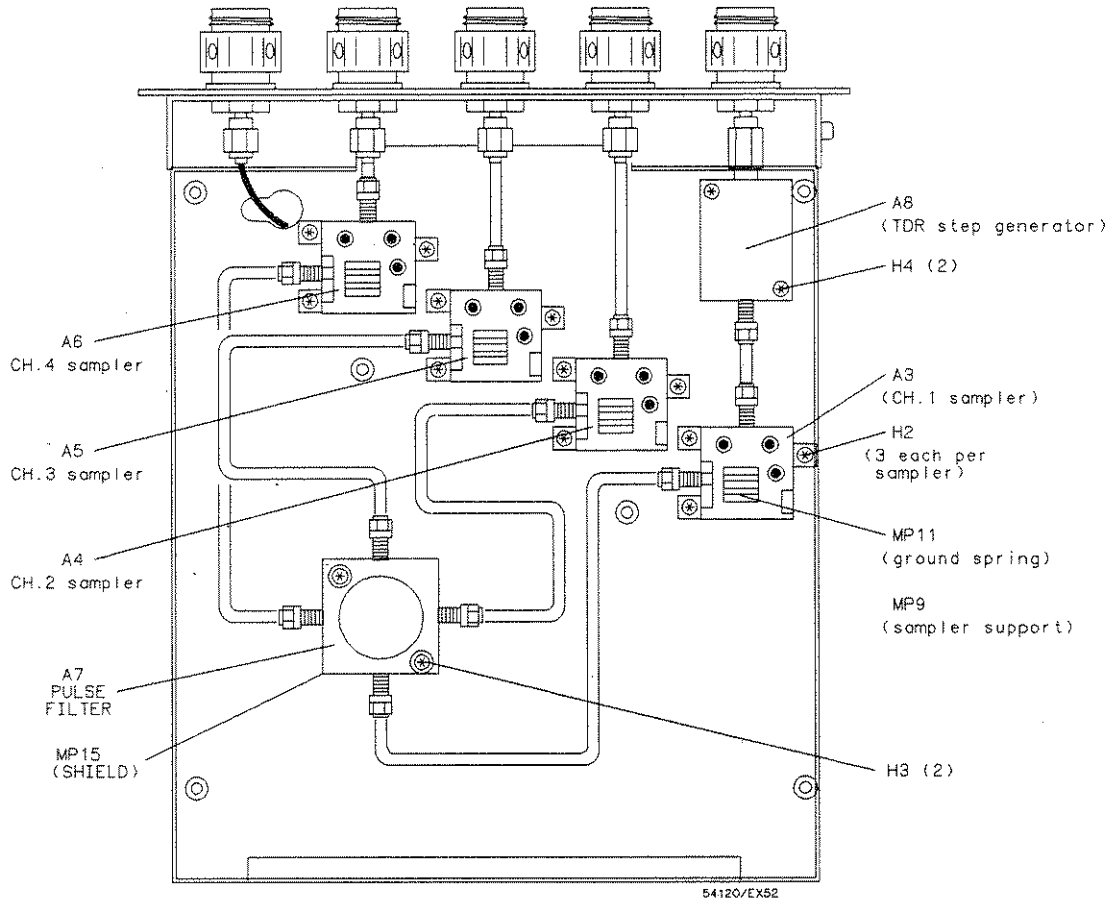 A8
(TDR step generator)
H4 (2)
A6
CH.4 sampler
A3
(CH.1 sampler)
A5
CH.3 sampler
H2
(3 each per
sampler)
A4
CH.2 sampler
MP11
(ground spring)
MP9
(sampler support)
A7
PULSE
FILTER
MP15
(SHIELD)
H3 (2)
54120/EX52